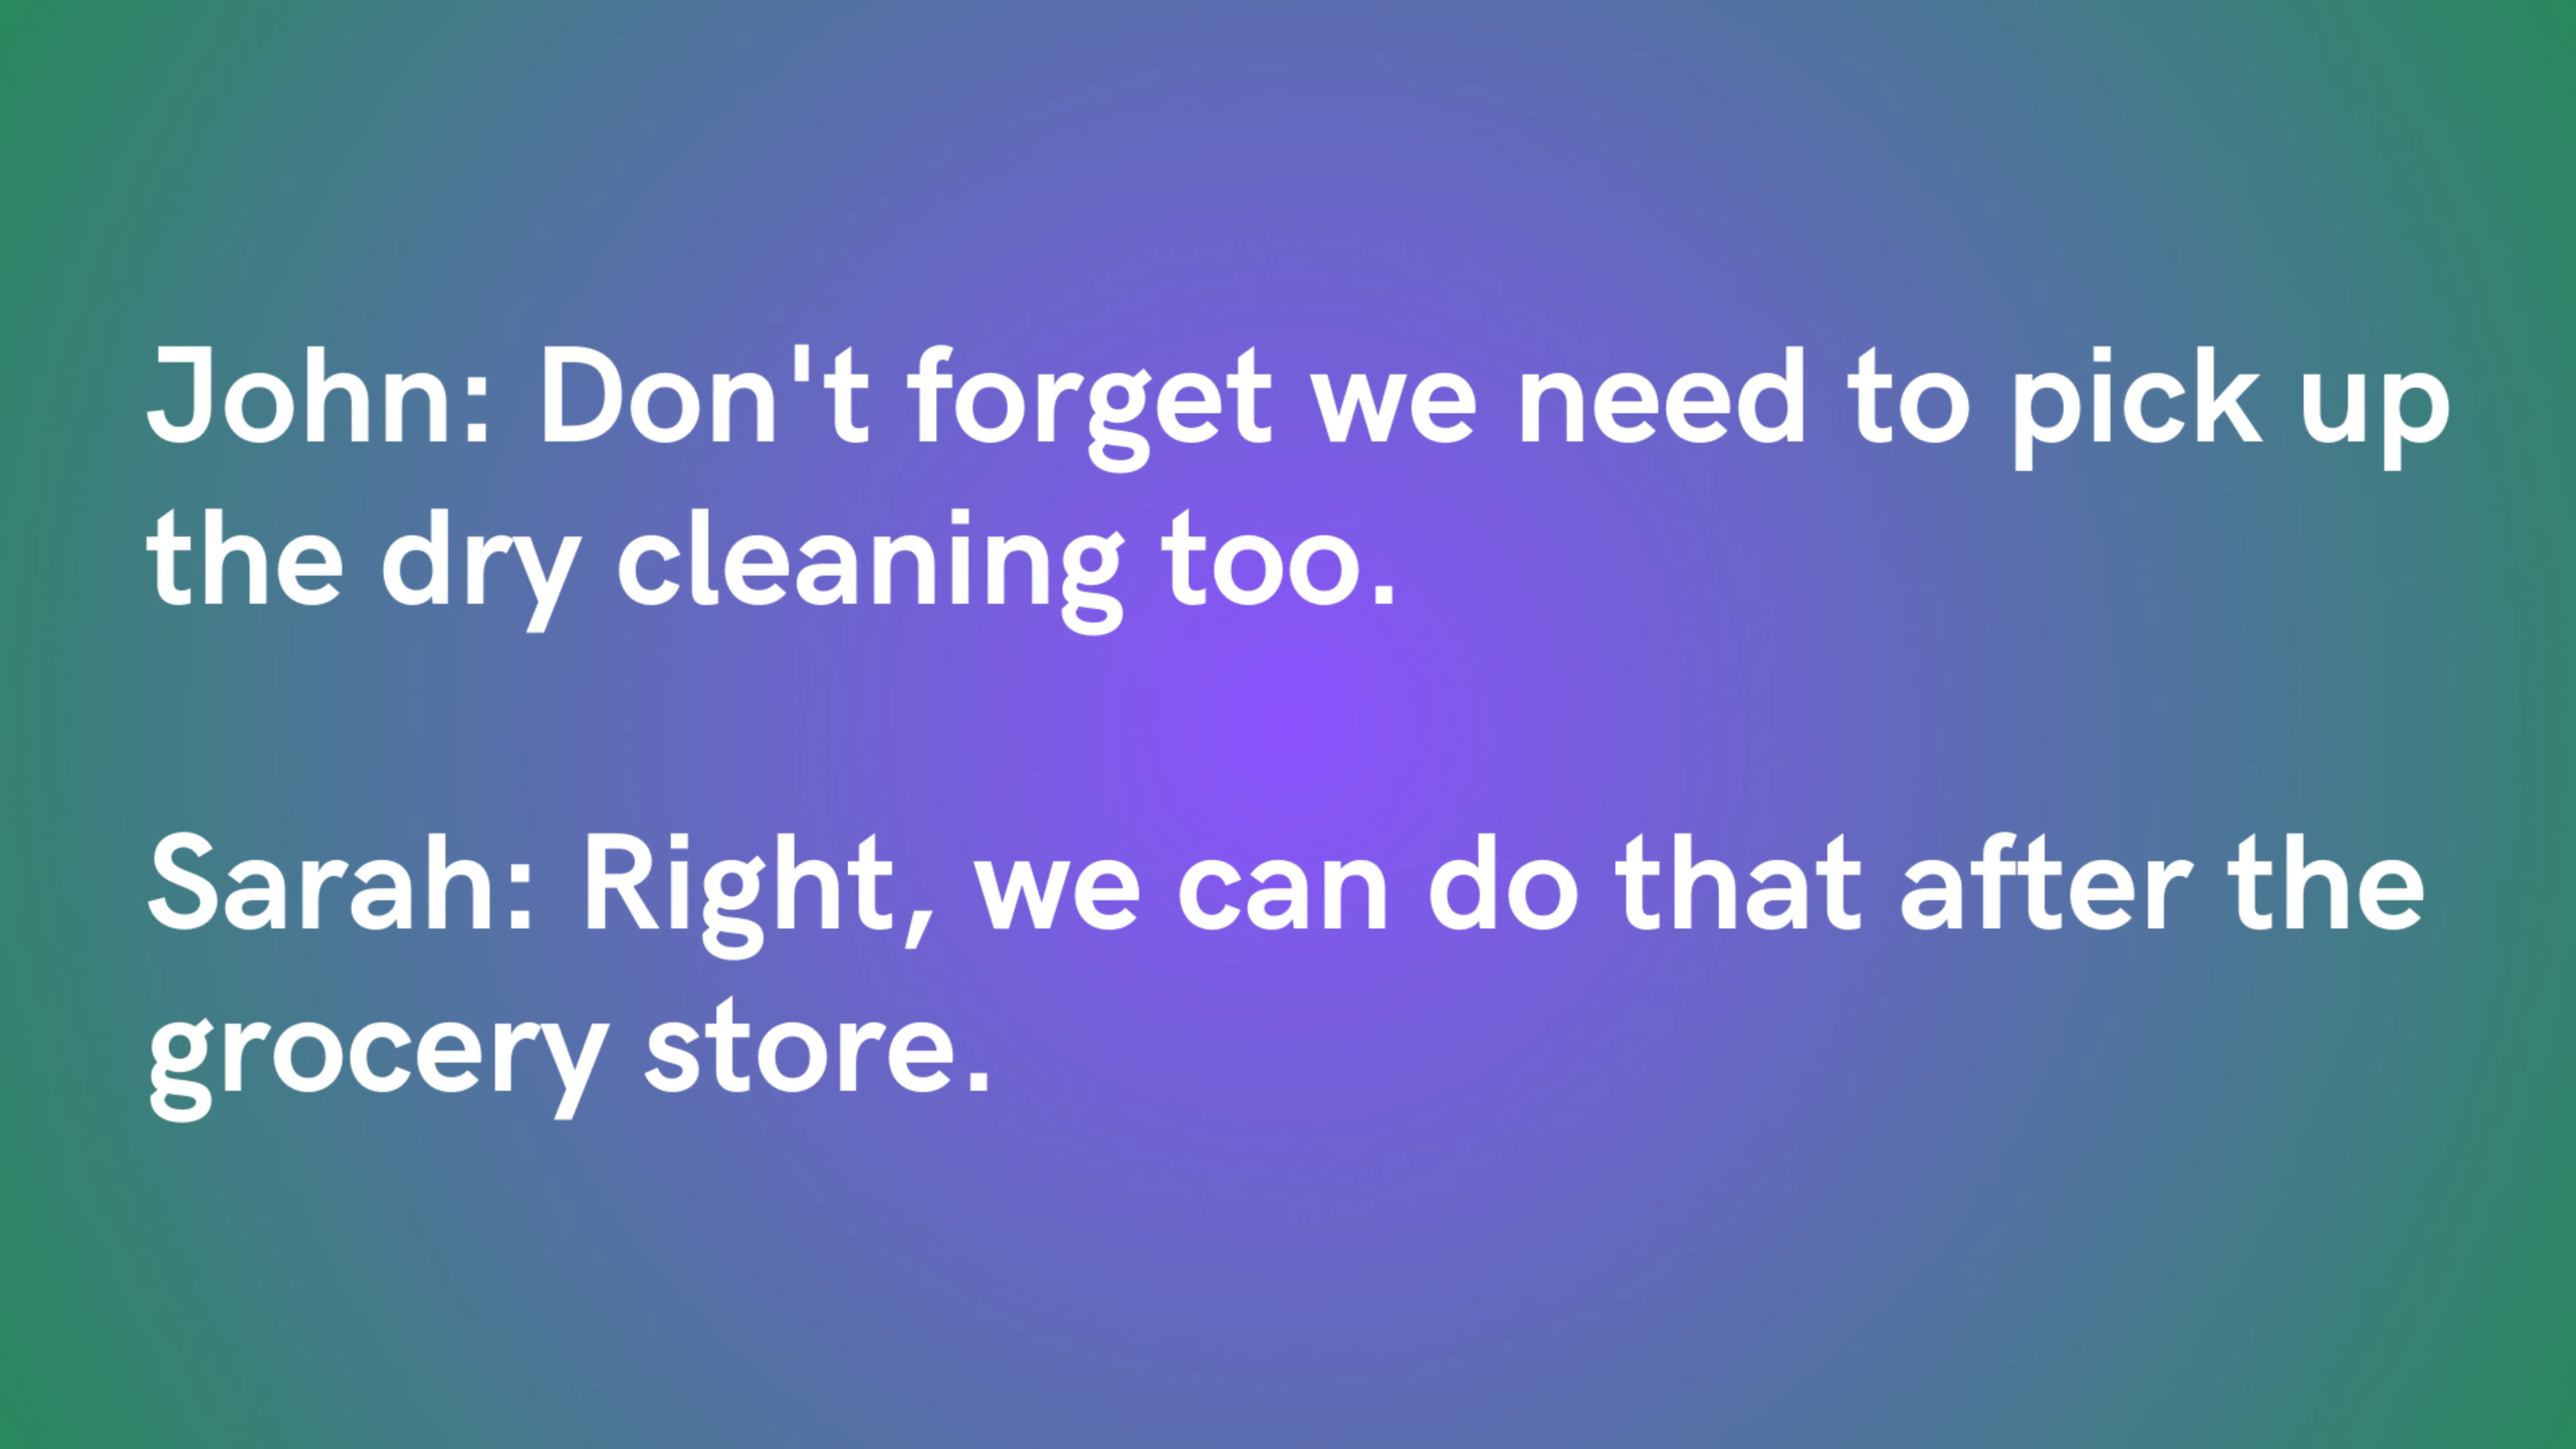 John: Don't forget we need to pick up
the dry cleaning too.
Sarah: Right, we can do that after the
grocery store.